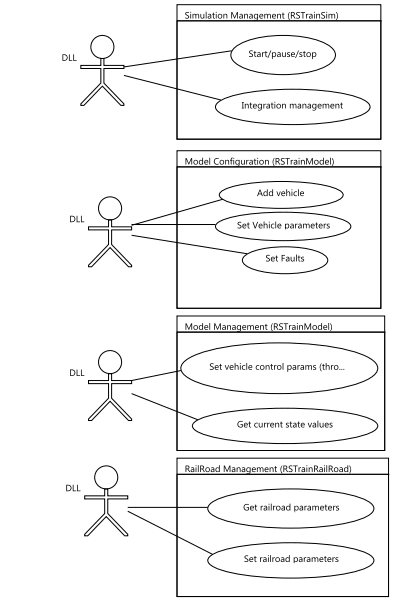 Simulation Management (RSTrainSim)
DLL
Start/pause/stop
Integration management
Model Configuration (RSTrainModel)
DLL
Add vehicle
Set Vehicle parameters
Set Faults
Model Management (RSTrainModel)
DLL
Set vehicle control params (thro...
Get current state values
RailRoad Management (RSTrainRailRoad)
DLL
Get railroad parameters
Set railroad parameters